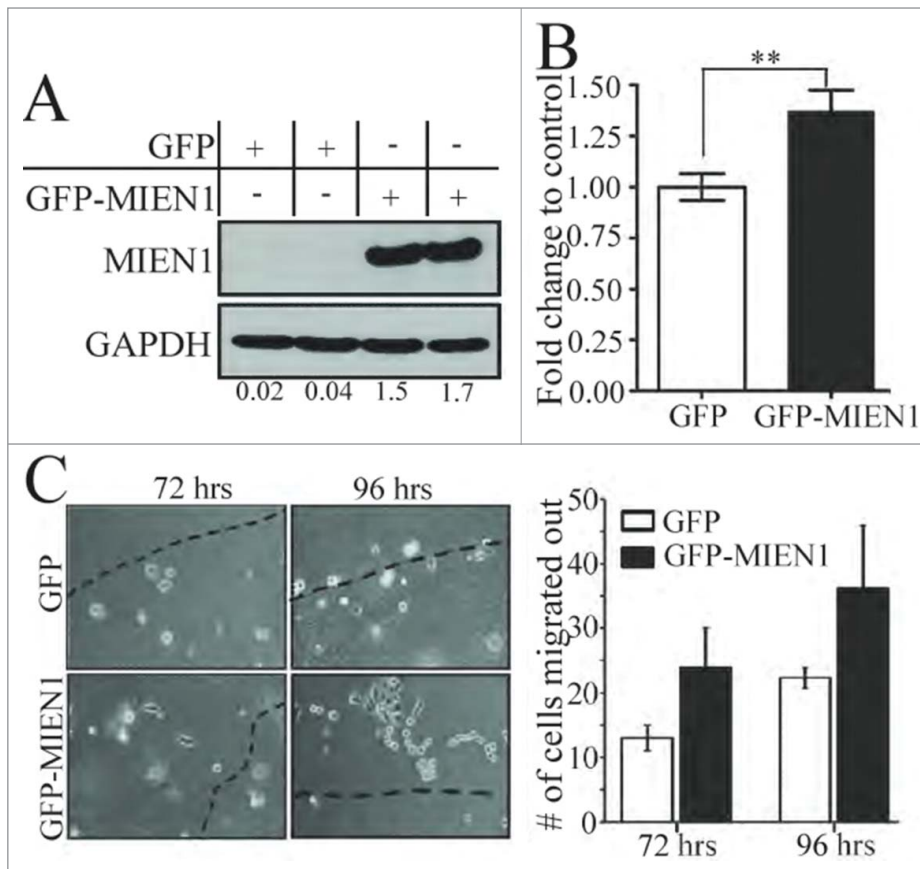 A
GFP + + - -
GFP-MIEN1 - - + +
MIEN1
GAPDH
0.02 0.04 1.5 1.7
B
**
Fold change to control
1.50
1.25
1.00
0.75
0.50
0.25
0.00
GFP GFP-MIEN1
C
72 hrs 96 hrs
GFP
GFP-MIEN1
# of cells migrated out
50
40
30
20
10
0
GFP
GFP-MIEN1
72 hrs 96 hrs